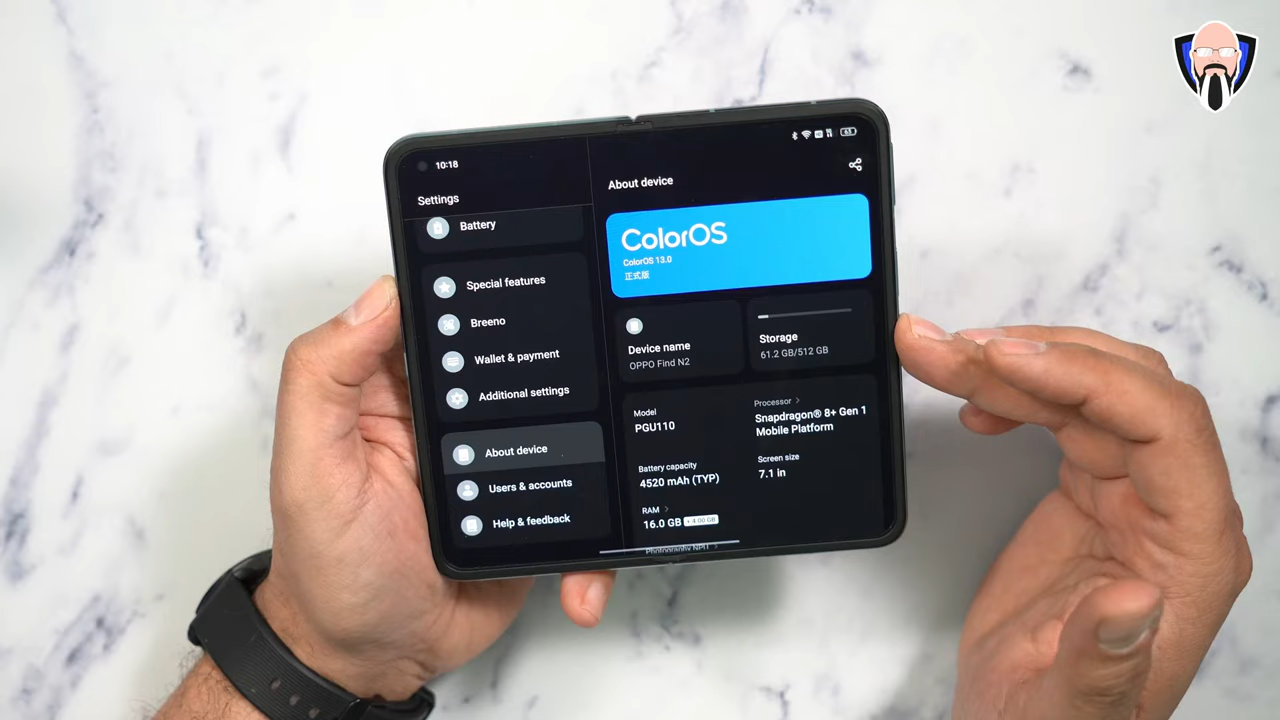 10:18
63
Settings
Battery
Special features
Breeno
Wallet & payment
Additional settings
About device
Users & accounts
Help & feedback
About device
ColorOS
ColorOS 13.0
正式版
Device name
OPPO Find N2
Storage
61.2 GB/512 GB
Model
PGU110
Processor
Snapdragon® 8+ Gen 1
Mobile Platform
Battery capacity
4520 mAh (TYP)
Screen size
7.1 in
RAM
16.0 GB + 4.00 GB
Photography NPU